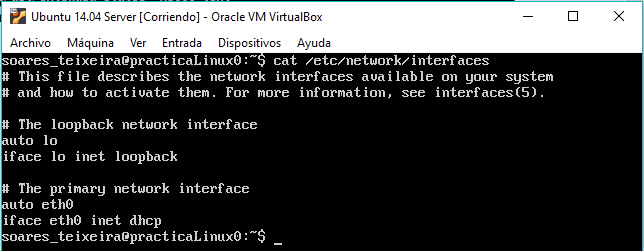 Ubuntu 14.04 Server [Corriendo] - Oracle VM VirtualBox
Archivo Máquina Ver Entrada Dispositivos Ayuda
soares_teixeira@practicaLinux0:~$ cat /etc/network/interfaces
# This file describes the network interfaces available on your system
# and how to activate them. For more information, see interfaces(5).
# The loopback network interface
auto lo
iface lo inet loopback
# The primary network interface
auto eth0
iface eth0 inet dhcp
soares_teixeira@practicaLinux0:~$ _